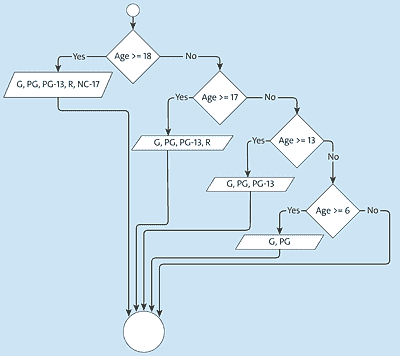 Age >= 18
Yes
No
G, PG, PG-13, R, NC-17
Age >= 17
Yes
No
G, PG, PG-13, R
Age >= 13
Yes
No
G, PG, PG-13
Age >= 6
Yes
No
G, PG